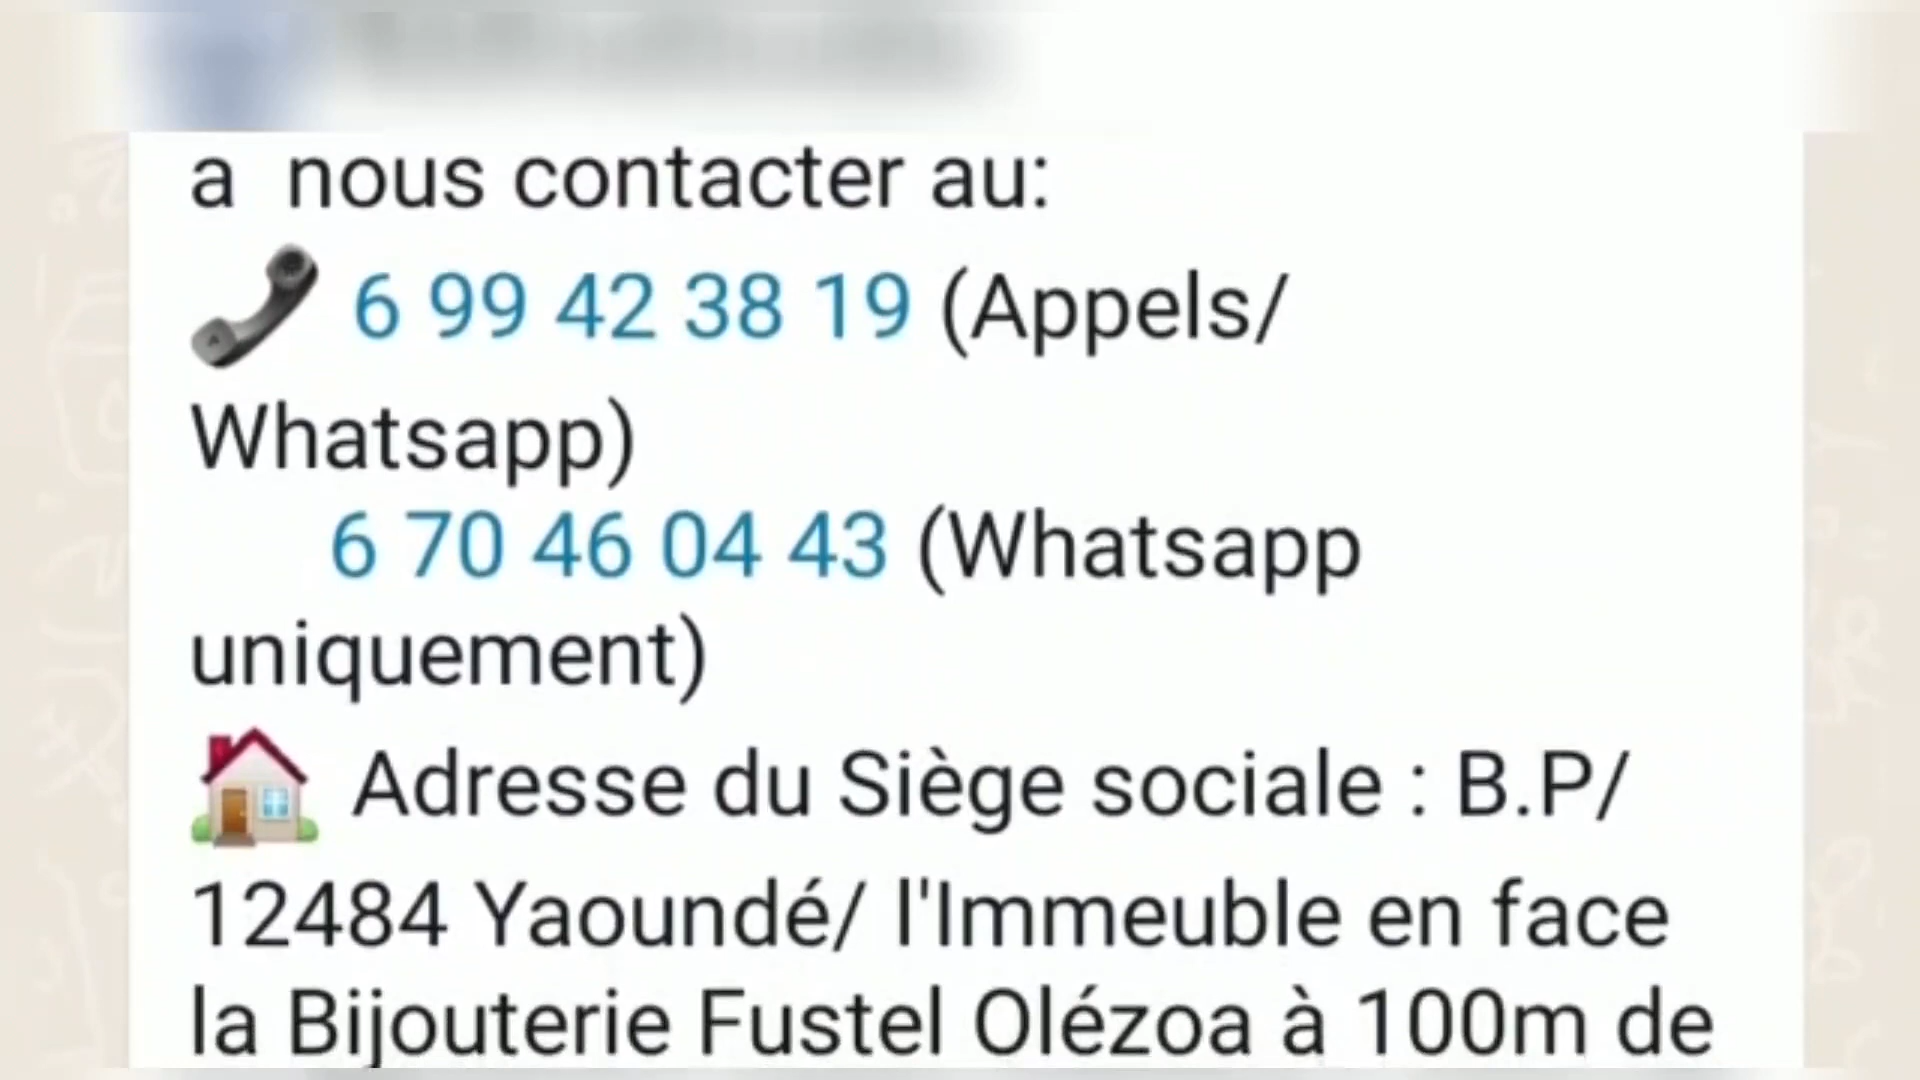 a  nous contacter au:
📞 6 99 42 38 19 (Appels/
Whatsapp)
6 70 46 04 43 (Whatsapp
uniquement)
🏠 Adresse du Siège sociale : B.P/
12484 Yaoundé/ l'Immeuble en face
la Bijouterie Fustel Olézoa à 100m de